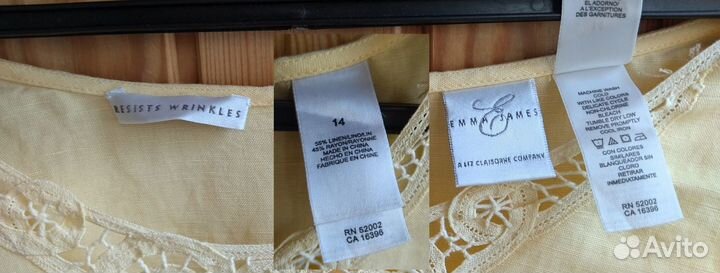 RESISTS WRINKLES
14
55% LINEN/LINO/LIN
45% RAYON/RAYONNE
MADE IN CHINA
HECHO EN CHINA
FABRIQUE EN CHINE
RN 52002
CA 16396
EL ADORNO/
A L'EXCEPTION
DES GARNITURES
EMMA JAMES
A LIZ CLAIBORNE COMPANY
MACHINE WASH
COLD
WITH LIKE COLORS
DELICATE CYCLE
NON-CHLORINE
BLEACH
TUMBLE DRY LOW
REMOVE PROMPTLY
COOL IRON
CON COLORES
SIMILARES
BLANQUEADOR SIN
CLORO
RETIRAR
INMEDIATAMENTE
RN 52002
CA 16396
Avito